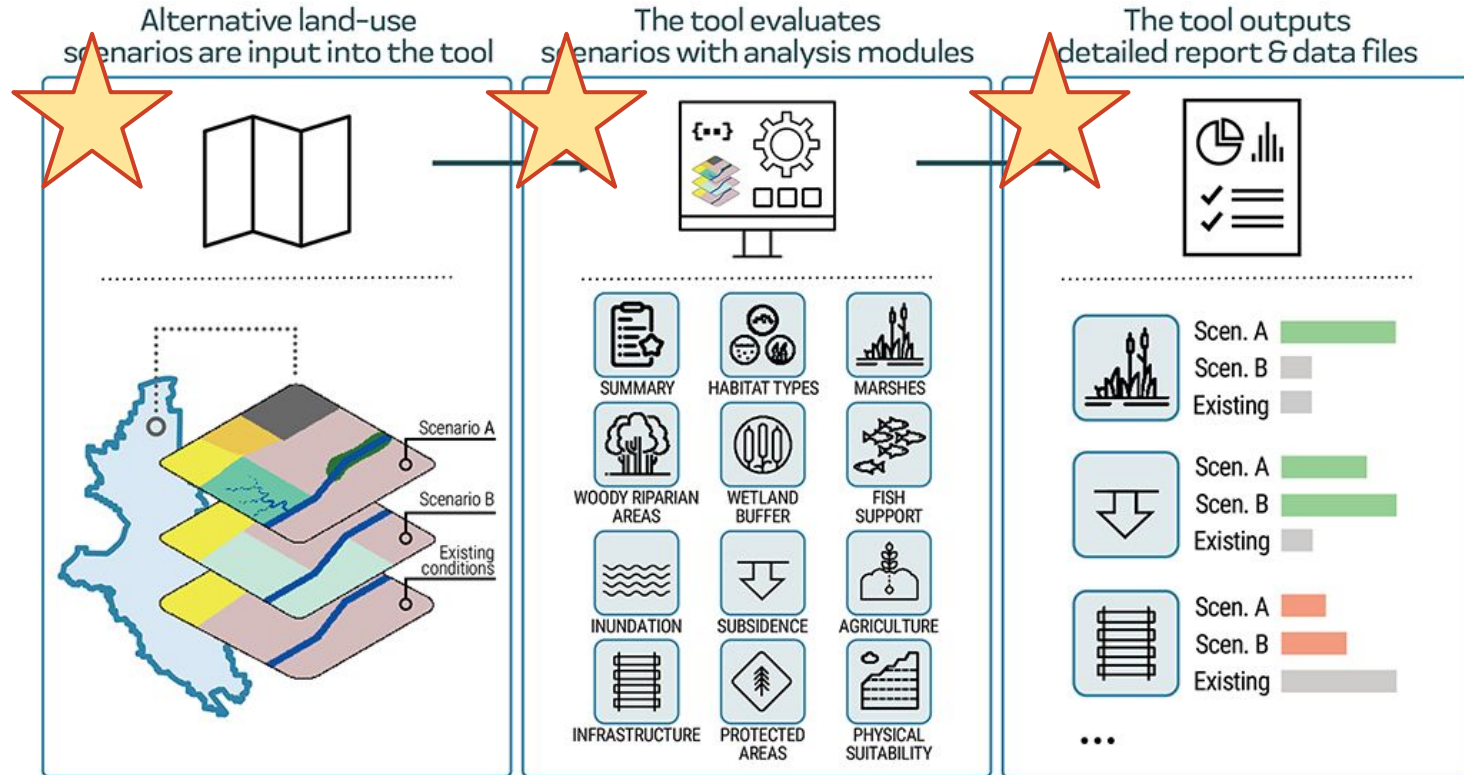 Alternative land-use
scenarios are input into the tool
The tool evaluates
scenarios with analysis modules
The tool outputs
detailed report & data files
Scenario A
Scenario B
Existing
conditions
SUMMARY
HABITAT TYPES
MARSHES
WOODY RIPARIAN
AREAS
WETLAND
BUFFER
FISH
SUPPORT
INUNDATION
SUBSIDENCE
AGRICULTURE
INFRASTRUCTURE
PROTECTED
AREAS
PHYSICAL
SUITABILITY
Scen. A
Scen. B
Existing
Scen. A
Scen. B
Existing
Scen. A
Scen. B
Existing
...